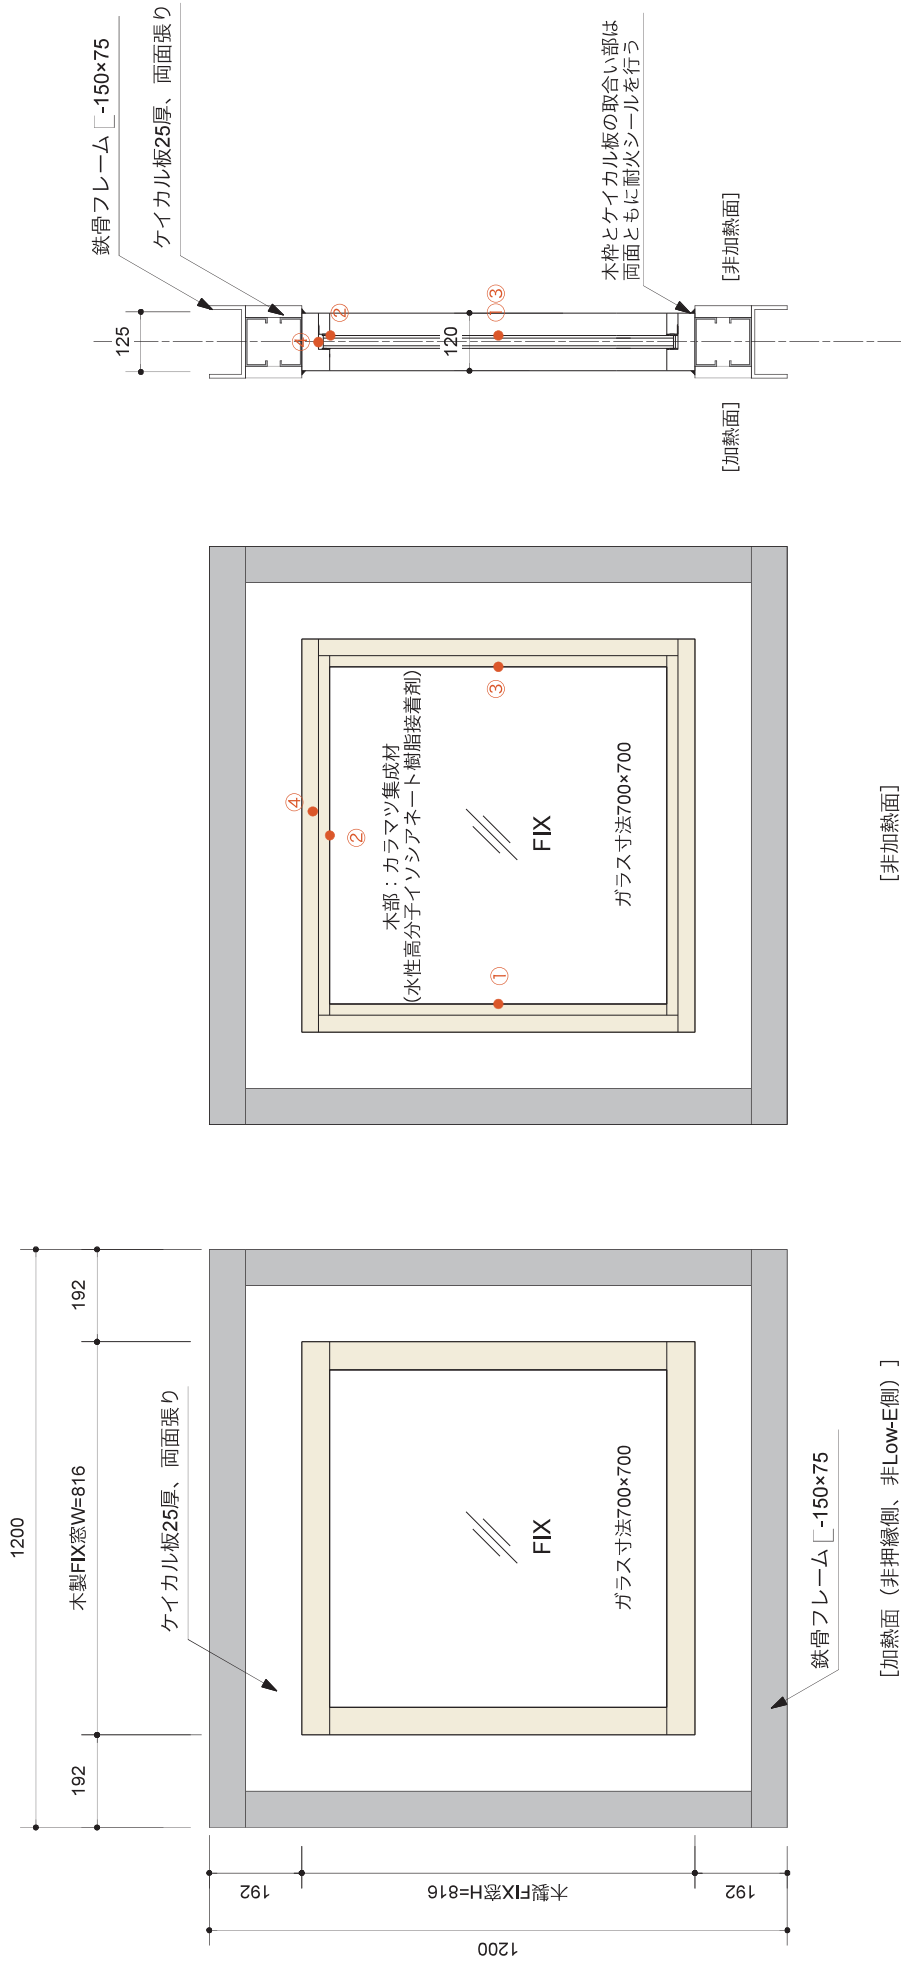 1200
192
木製FIX窓W=816
192
ケイカル板25厚、両面張り
192
木製FIX窓H=816
192
1200
FIX
ガラス寸法700×700
鉄骨フレーム［-150×75
[加熱面（非押縁側、非Low-E側）]
④
②
木部：カラマツ集成材
（水性高分子イソシアネート樹脂接着剤）
①
③
FIX
ガラス寸法700×700
[非加熱面]
鉄骨フレーム［-150×75
ケイカル板25厚、両面張り
125
④
②
120
①③
木枠とケイカル板の取合い部は
両面ともに耐火シールを行う
[加熱面]
[非加熱面]